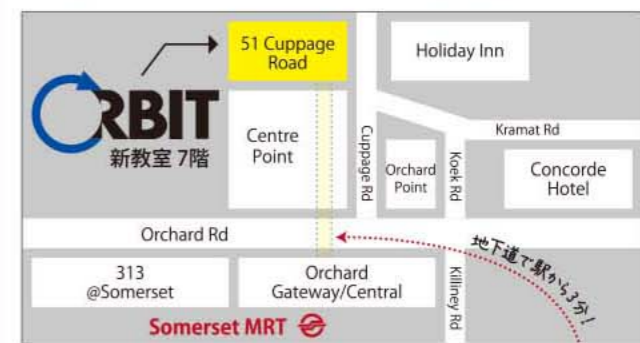 51 Cuppage
Road
Holiday Inn
ORBIT
新教室 7階
Centre
Point
Cuppage Rd
Orchard
Point
Koek Rd
Kramat Rd
Concorde
Hotel
Orchard Rd
地下道で駅から3分!
313
@Somerset
Orchard
Gateway/Central
Killiney Rd
Somerset MRT